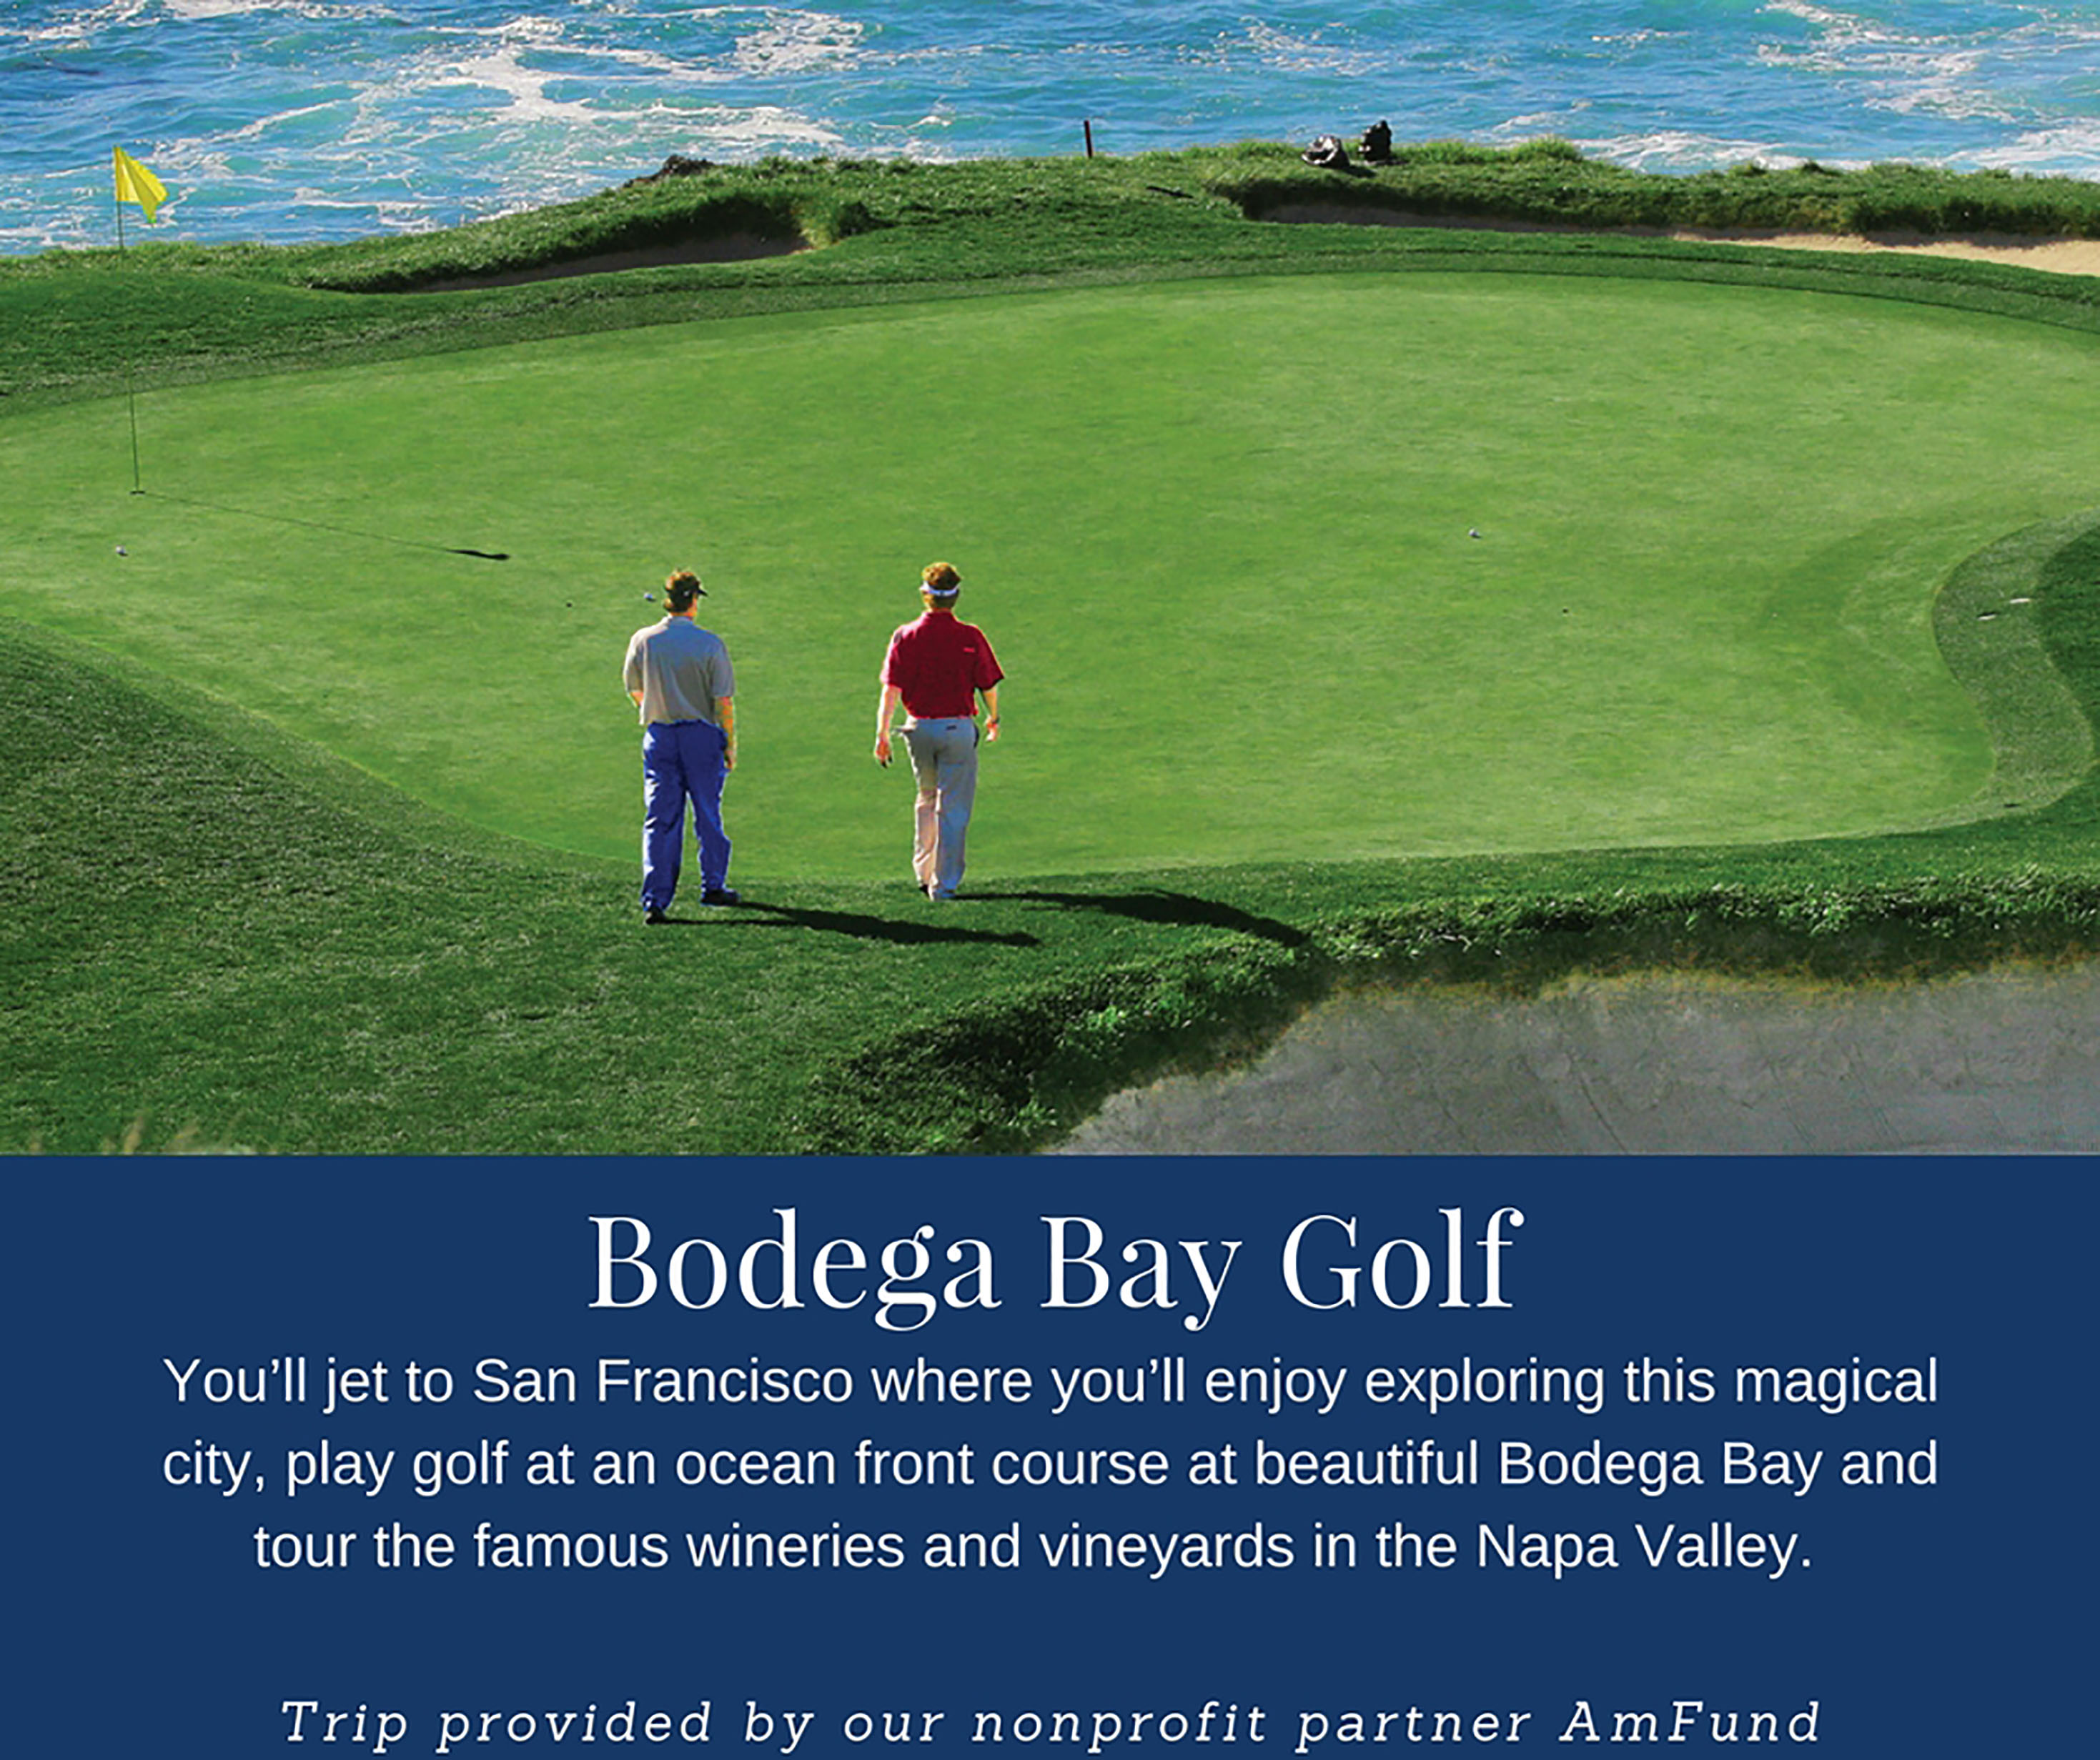 Bodega Bay Golf
You’ll jet to San Francisco where you’ll enjoy exploring this magical
city, play golf at an ocean front course at beautiful Bodega Bay and
tour the famous wineries and vineyards in the Napa Valley.
Trip provided by our nonprofit partner AmFund